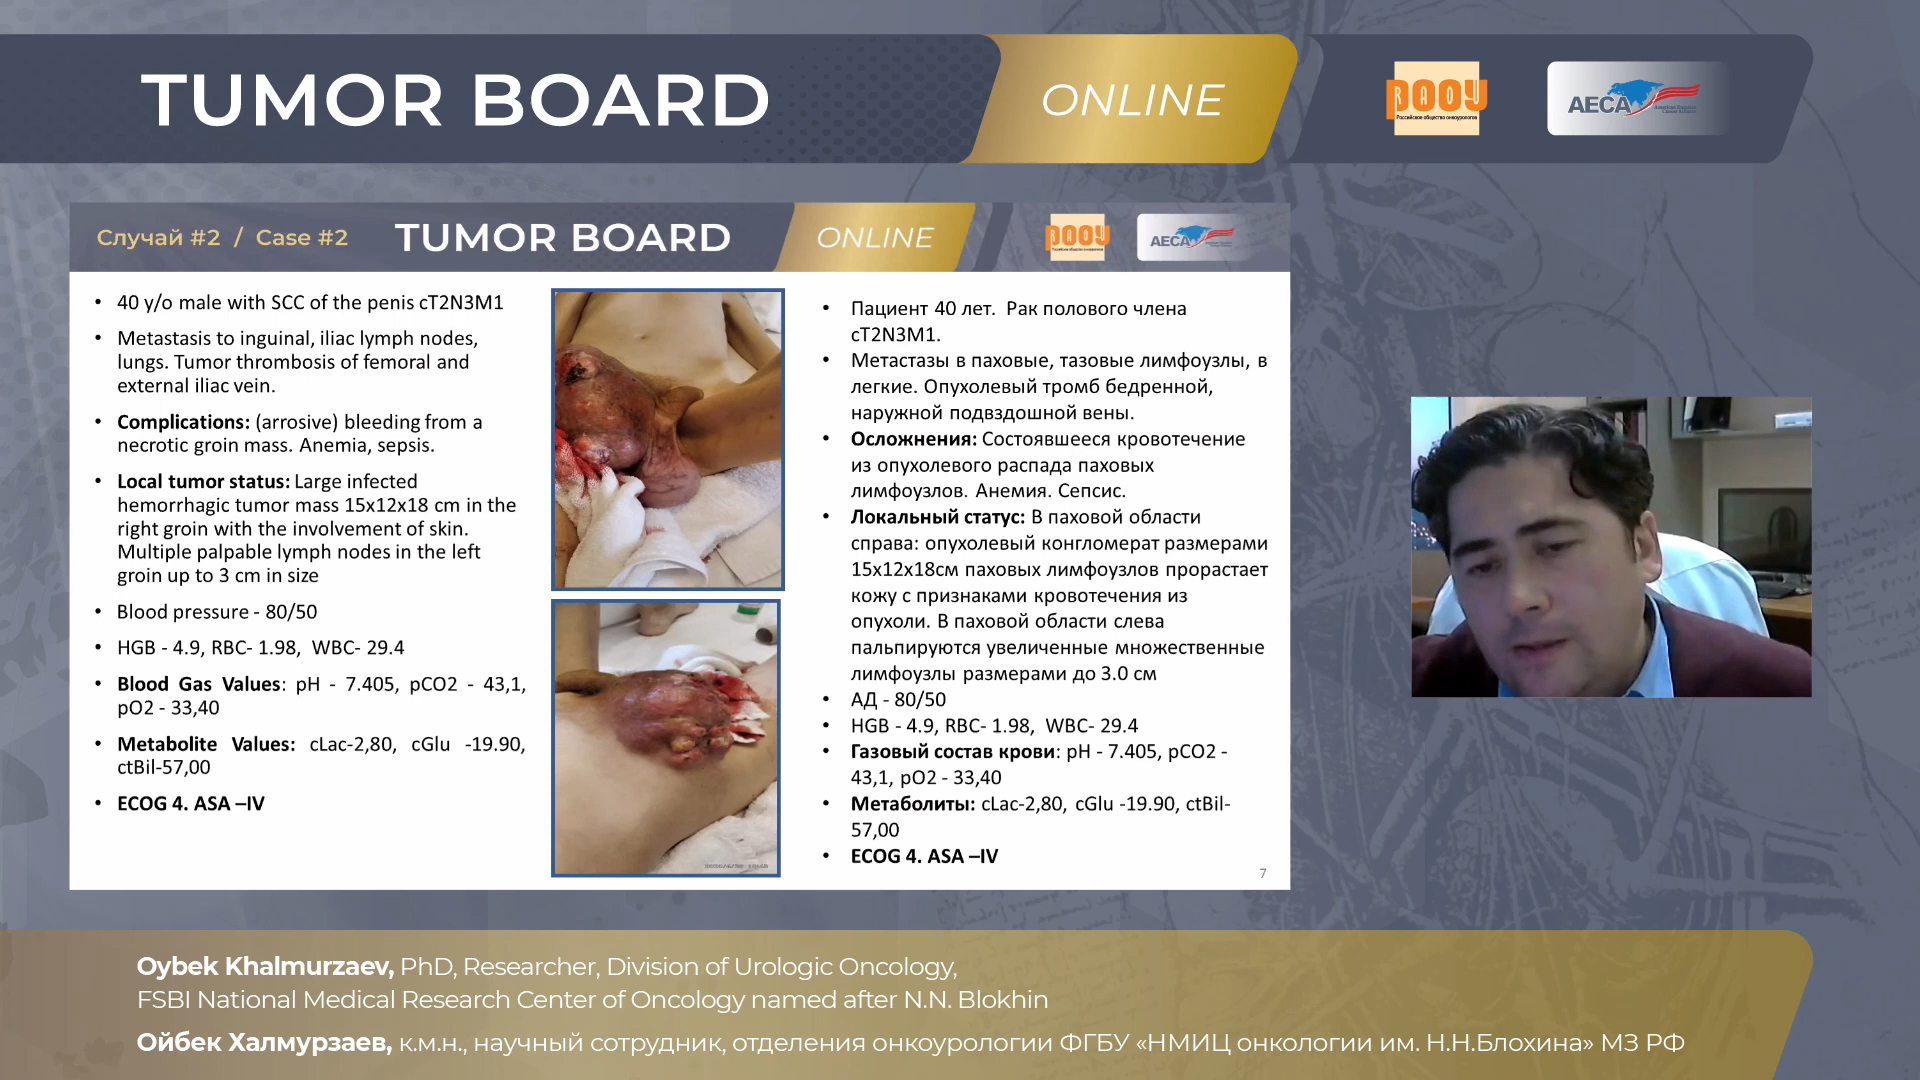 TUMOR BOARD
ONLINE
РООУ
Российское общество онкоурологов
AECA
Случай #2 / Case #2
TUMOR BOARD
ONLINE
РООУ
AECA
• 40 y/o male with SCC of the penis cT2N3M1
• Metastasis to inguinal, iliac lymph nodes,
lungs. Tumor thrombosis of femoral and
external iliac vein.
• Complications: (arrosive) bleeding from a
necrotic groin mass. Anemia, sepsis.
• Local tumor status: Large infected
hemorrhagic tumor mass 15x12x18 cm in the
right groin with the involvement of skin.
Multiple palpable lymph nodes in the left
groin up to 3 cm in size
• Blood pressure - 80/50
• HGB - 4.9, RBC- 1.98, WBC- 29.4
• Blood Gas Values: pH - 7.405, pCO2 - 43,1,
pO2 - 33,40
• Metabolite Values: cLac-2,80, cGlu -19.90,
ctBil-57,00
• ECOG 4. ASA –IV
• Пациент 40 лет. Рак полового члена
cT2N3M1.
• Метастазы в паховые, тазовые лимфоузлы, в
легкие. Опухолевый тромб бедренной,
наружной подвздошной вены.
• Осложнения: Состоявшееся кровотечение
из опухолевого распада паховых
лимфоузлов. Анемия. Сепсис.
• Локальный статус: В паховой области
справа: опухолевый конгломерат размерами
15x12x18см паховых лимфоузлов прорастает
кожу с признаками кровотечения из
опухоли. В паховой области слева
пальпируются увеличенные множественные
лимфоузлы размерами до 3.0 см
• АД - 80/50
• HGB - 4.9, RBC- 1.98, WBC- 29.4
• Газовый состав крови: pH - 7.405, pCO2 -
43,1, pO2 - 33,40
• Метаболиты: cLac-2,80, cGlu -19.90, ctBil-
57,00
• ECOG 4. ASA –IV
7
Oybek Khalmurzaev, PhD, Researcher, Division of Urologic Oncology,
FSBI National Medical Research Center of Oncology named after N.N. Blokhin
Ойбек Халмурзаев, к.м.н., научный сотрудник, отделения онкоурологии ФГБУ «НМИЦ онкологии им. Н.Н.Блохина» МЗ РФ